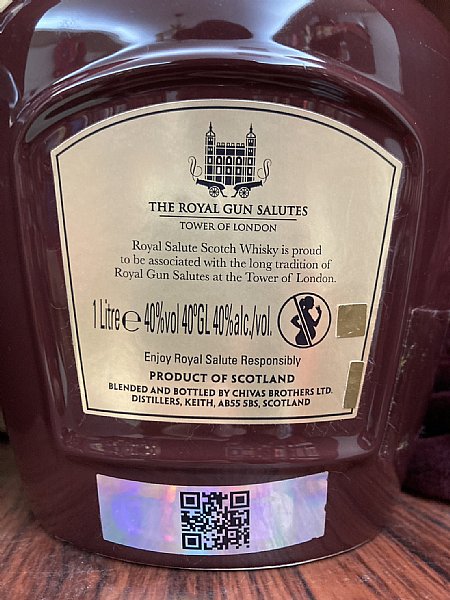 THE ROYAL GUN SALUTES
TOWER OF LONDON
Royal Salute Scotch Whisky is proud
to be associated with the long tradition of
Royal Gun Salutes at the Tower of London.
1 Litre ℮ 40%vol 40°GL 40%alc./vol.
Enjoy Royal Salute Responsibly
PRODUCT OF SCOTLAND
BLENDED AND BOTTLED BY CHIVAS BROTHERS LTD.
DISTILLERS, KEITH, AB55 5BS, SCOTLAND